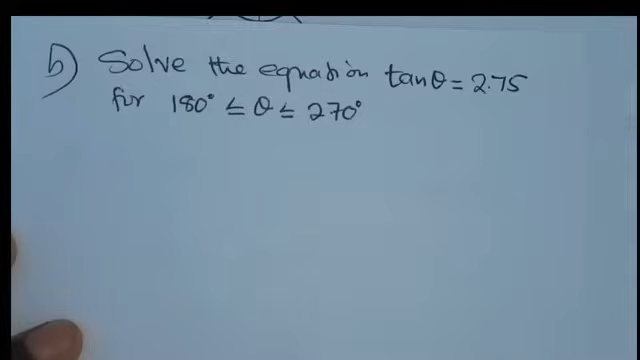 b) Solve the equation tanθ = 2.75
for 180° ≤ θ ≤ 270°